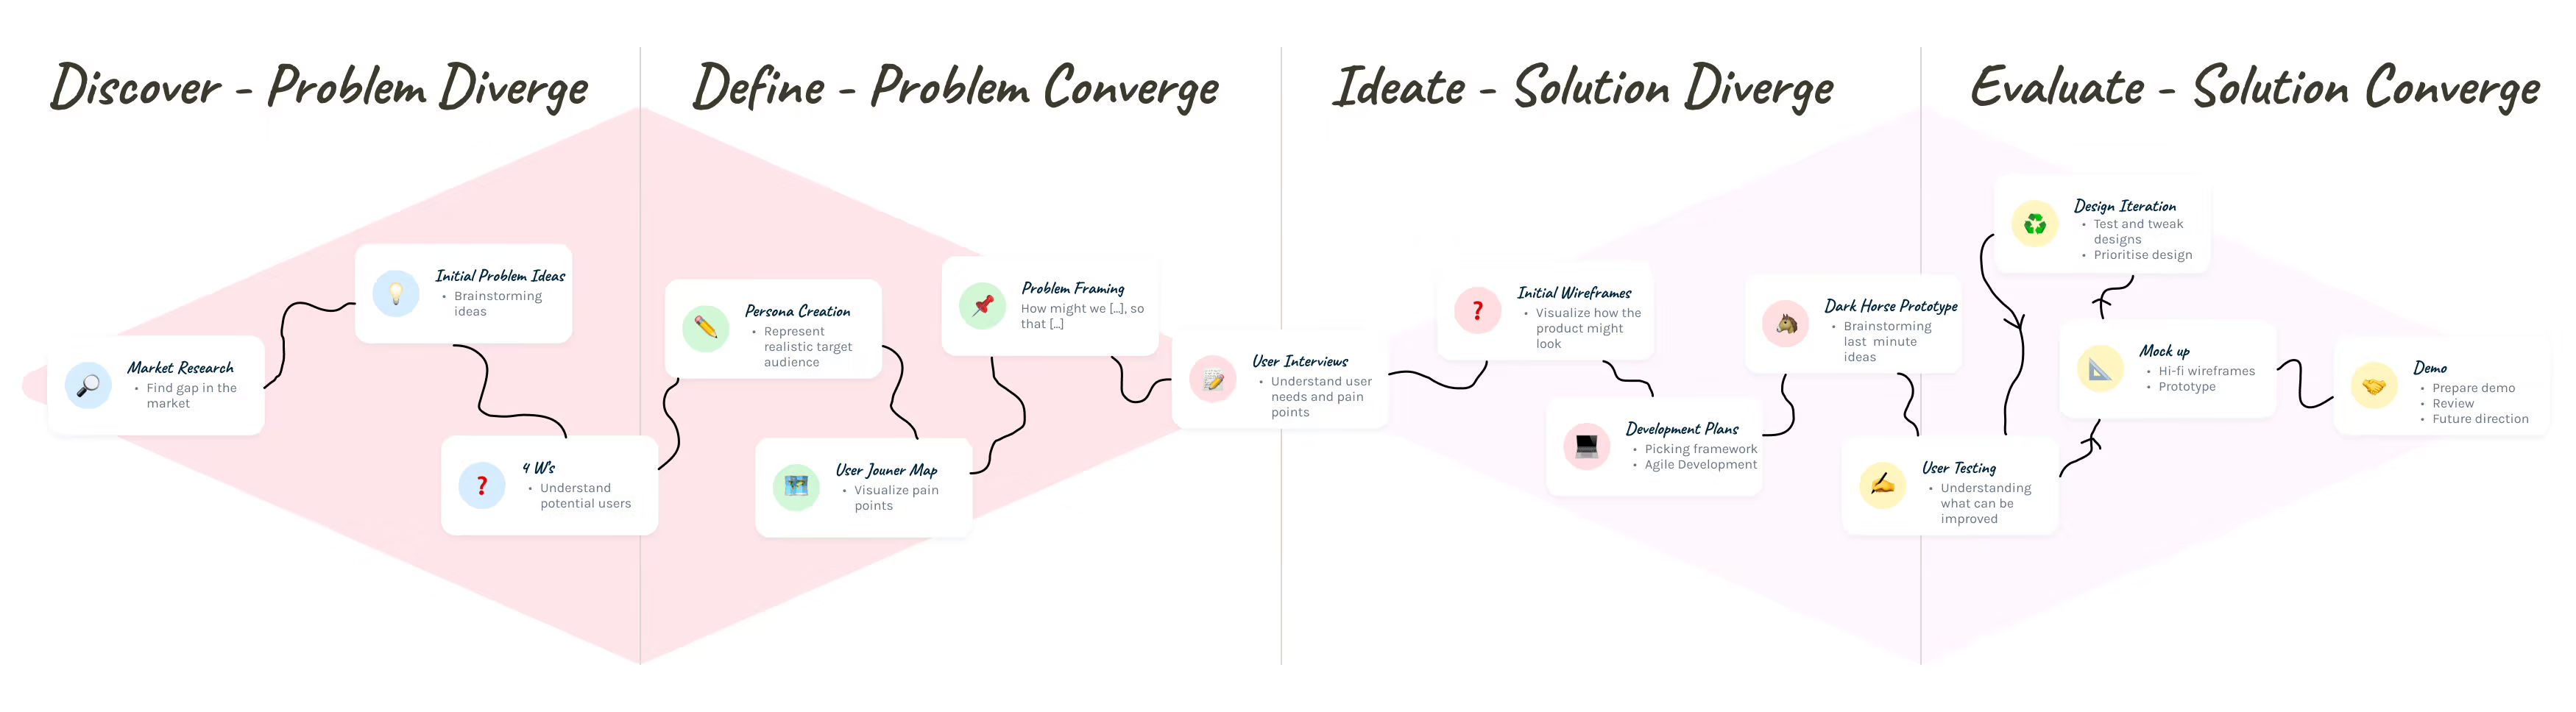 Discover - Problem Diverge
Define - Problem Converge
Ideate - Solution Diverge
Evaluate - Solution Converge
Market Research
• Find gap in the
market
Initial Problem Ideas
• Brainstorming
ideas
4 W's
• Understand
potential users
Persona Creation
• Represent
realistic target
audience
User Jouner Map
• Visualize pain
points
Problem Framing
How might we [...], so
that [...]
User Interviews
• Understand user
needs and pain
points
Initial Wireframes
• Visualize how the
product might
look
Development Plans
• Picking framework
• Agile Development
Dark Horse Prototype
• Brainstorming
last minute
ideas
User Testing
• Understanding
what can be
improved
Mock up
• Hi-fi wireframes
• Prototype
Design Iteration
• Test and tweak
designs
• Prioritise design
Demo
• Prepare demo
• Review
• Future direction